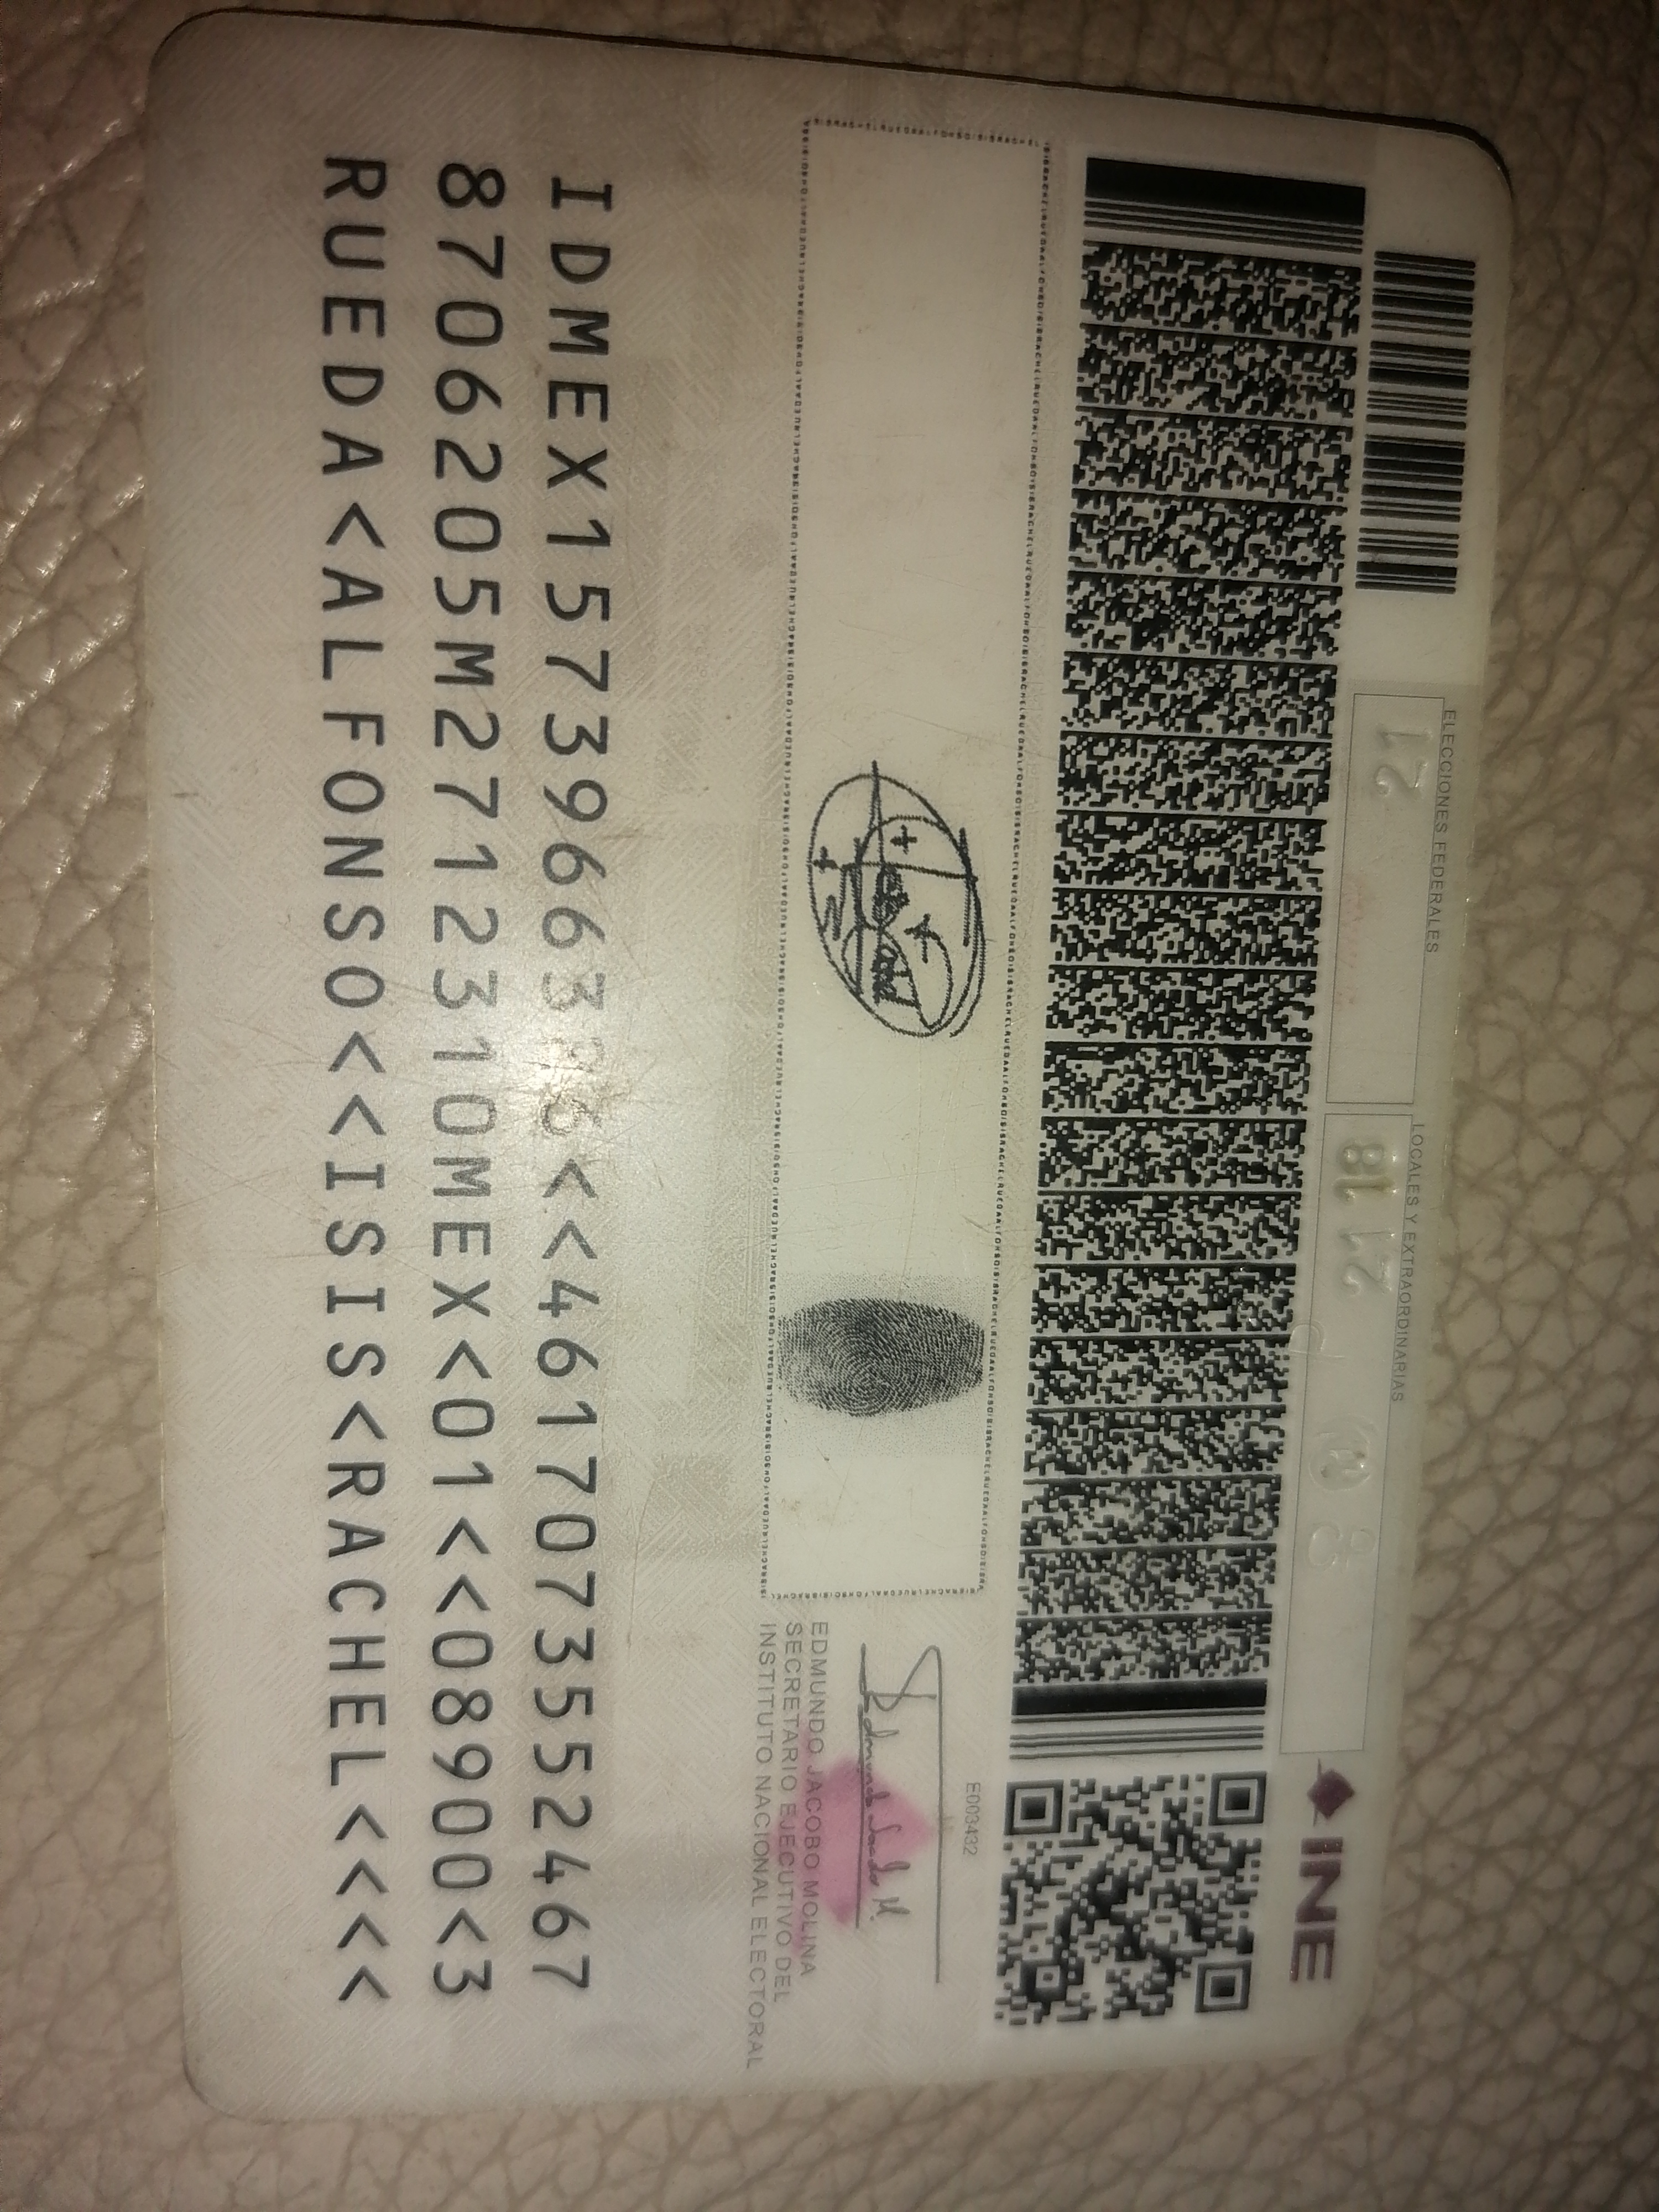 ELECCIONES FEDERALES
LOCALES Y EXTRAORDINARIAS
21
18 21
INE
E003432
EDMUNDO JACOBO MOLINA
SECRETARIO EJECUTIVO DEL
INSTITUTO NACIONAL ELECTORAL
<<4617073552467
8706205M2712310MEX<01<<08900<3
RUEDA<ALFONSO<<ISIS<RACHEL<<<<